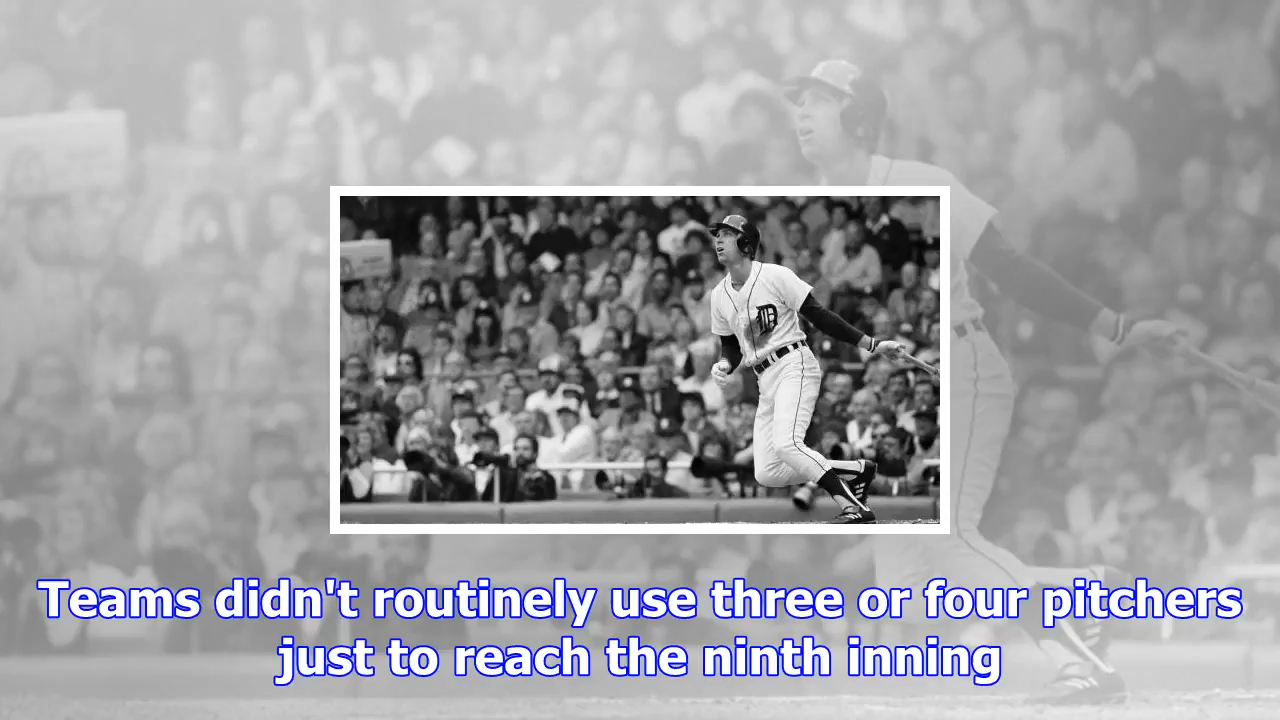 Teams didn't routinely use three or four pitchers
just to reach the ninth inning